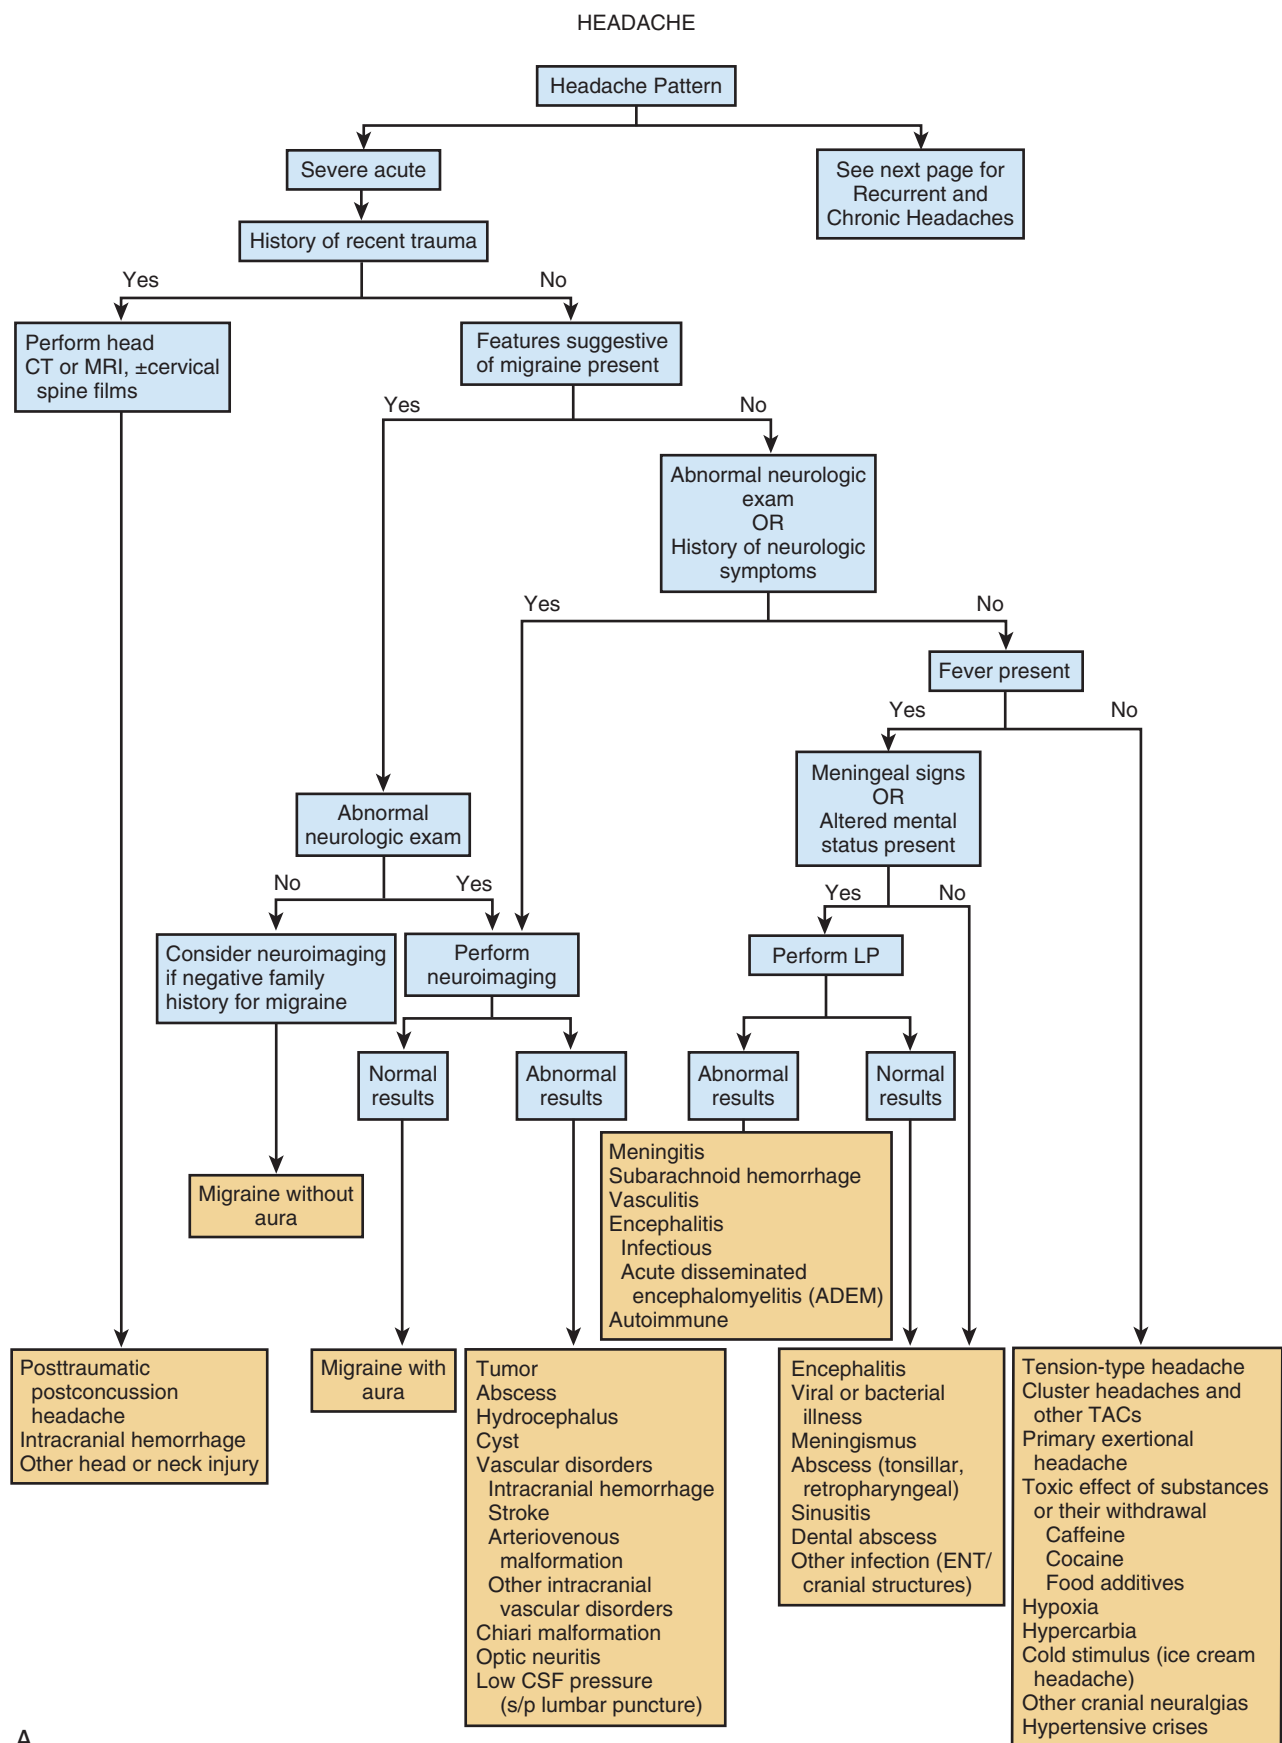 HEADACHE
Headache Pattern
Severe acute
See next page for
Recurrent and
Chronic Headaches
History of recent trauma
Yes
No
Perform head
CT or MRI, ±cervical
spine films
Features suggestive
of migraine present
Yes
No
Abnormal neurologic
exam
OR
History of neurologic
symptoms
Yes
No
Fever present
Yes
No
Meningeal signs
OR
Altered mental
status present
Abnormal
neurologic exam
No
Yes
Yes
No
Consider neuroimaging
if negative family
history for migraine
Perform
neuroimaging
Perform LP
Normal
results
Abnormal
results
Abnormal
results
Normal
results
Migraine without
aura
Meningitis
Subarachnoid hemorrhage
Vasculitis
Encephalitis
Infectious
Acute disseminated
encephalomyelitis (ADEM)
Autoimmune
Posttraumatic
postconcussion
headache
Intracranial hemorrhage
Other head or neck injury
Migraine with
aura
Tumor
Abscess
Hydrocephalus
Cyst
Vascular disorders
Intracranial hemorrhage
Stroke
Arteriovenous
malformation
Other intracranial
vascular disorders
Chiari malformation
Optic neuritis
Low CSF pressure
(s/p lumbar puncture)
Encephalitis
Viral or bacterial
illness
Meningismus
Abscess (tonsillar,
retropharyngeal)
Sinusitis
Dental abscess
Other infection (ENT/
cranial structures)
Tension-type headache
Cluster headaches and
other TACs
Primary exertional
headache
Toxic effect of substances
or their withdrawal
Caffeine
Cocaine
Food additives
Hypoxia
Hypercarbia
Cold stimulus (ice cream
headache)
Other cranial neuralgias
Hypertensive crises
A